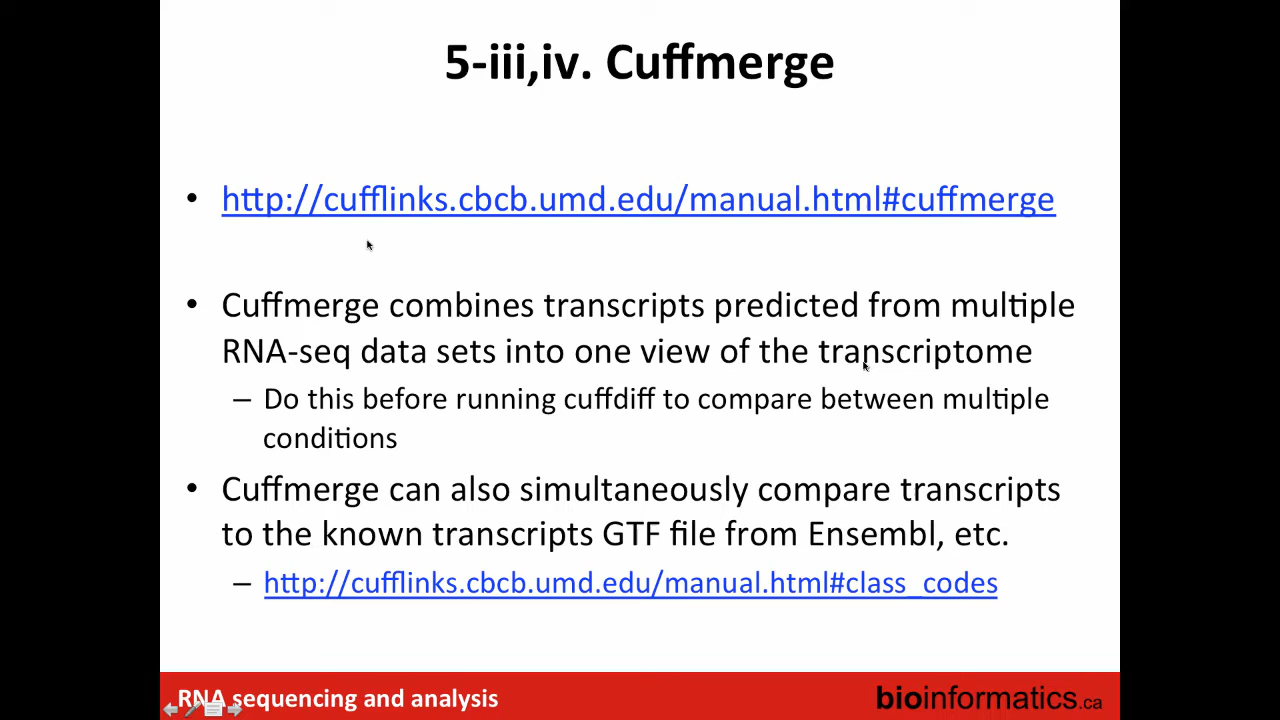 5-iii,iv. Cuffmerge
• http://cufflinks.cbcb.umd.edu/manual.html#cuffmerge
• Cuffmerge combines transcripts predicted from multiple
RNA-seq data sets into one view of the transcriptome
– Do this before running cuffdiff to compare between multiple
conditions
• Cuffmerge can also simultaneously compare transcripts
to the known transcripts GTF file from Ensembl, etc.
– http://cufflinks.cbcb.umd.edu/manual.html#class_codes
RNA sequencing and analysis
bioinformatics.ca